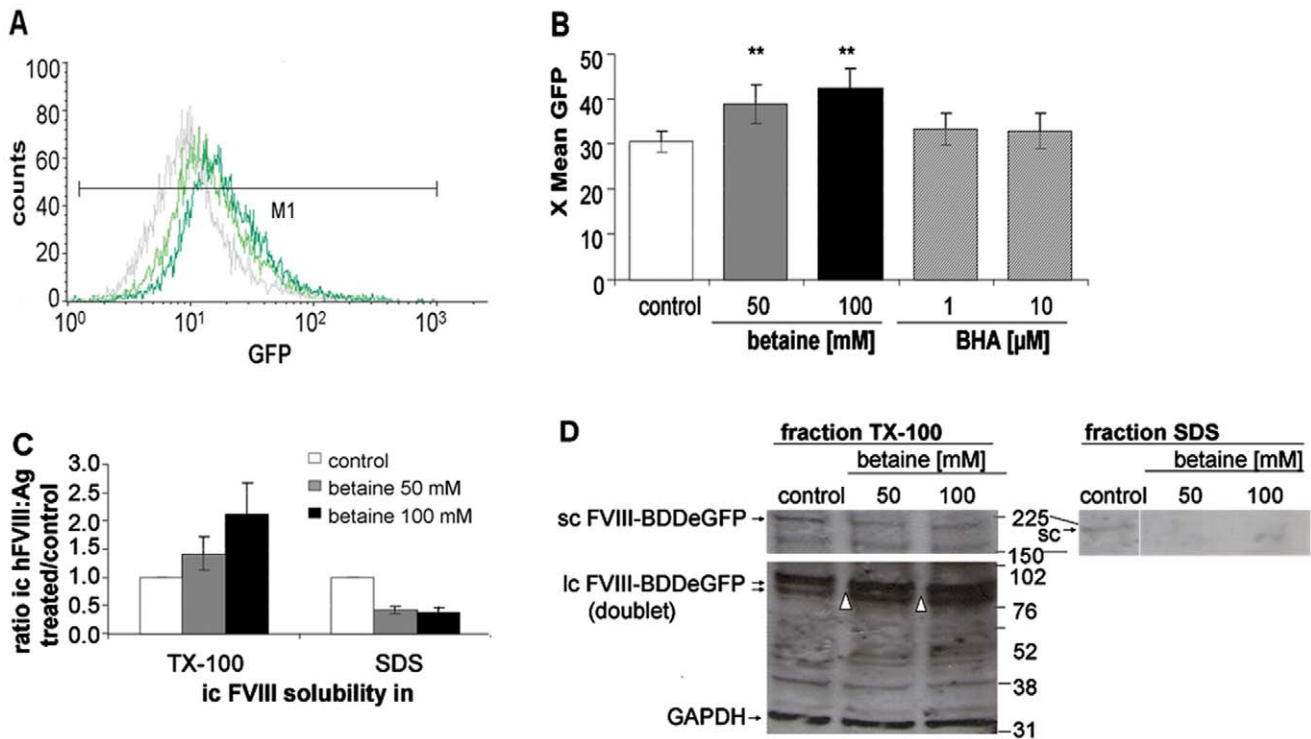 A
100
80
60
40
20
0
counts
M1
10⁰ 10¹ 10² 10³
GFP
B
50
40
30
20
10
0
X Mean GFP
** **
control 50 100 1 10
betaine [mM] BHA [µM]
C
ratio ic hFVIII:Ag
treated/control
3.0
2.5
2.0
1.5
1.0
0.5
0.0
control
betaine 50 mM
betaine 100 mM
TX-100 SDS
ic FVIII solubility in
D
fraction TX-100 fraction SDS
betaine [mM] betaine [mM]
control 50 100 control 50 100
sc FVIII-BDDeGFP 225 sc
150
lc FVIII-BDDeGFP 102
(doublet) 76
52
38
GAPDH 31